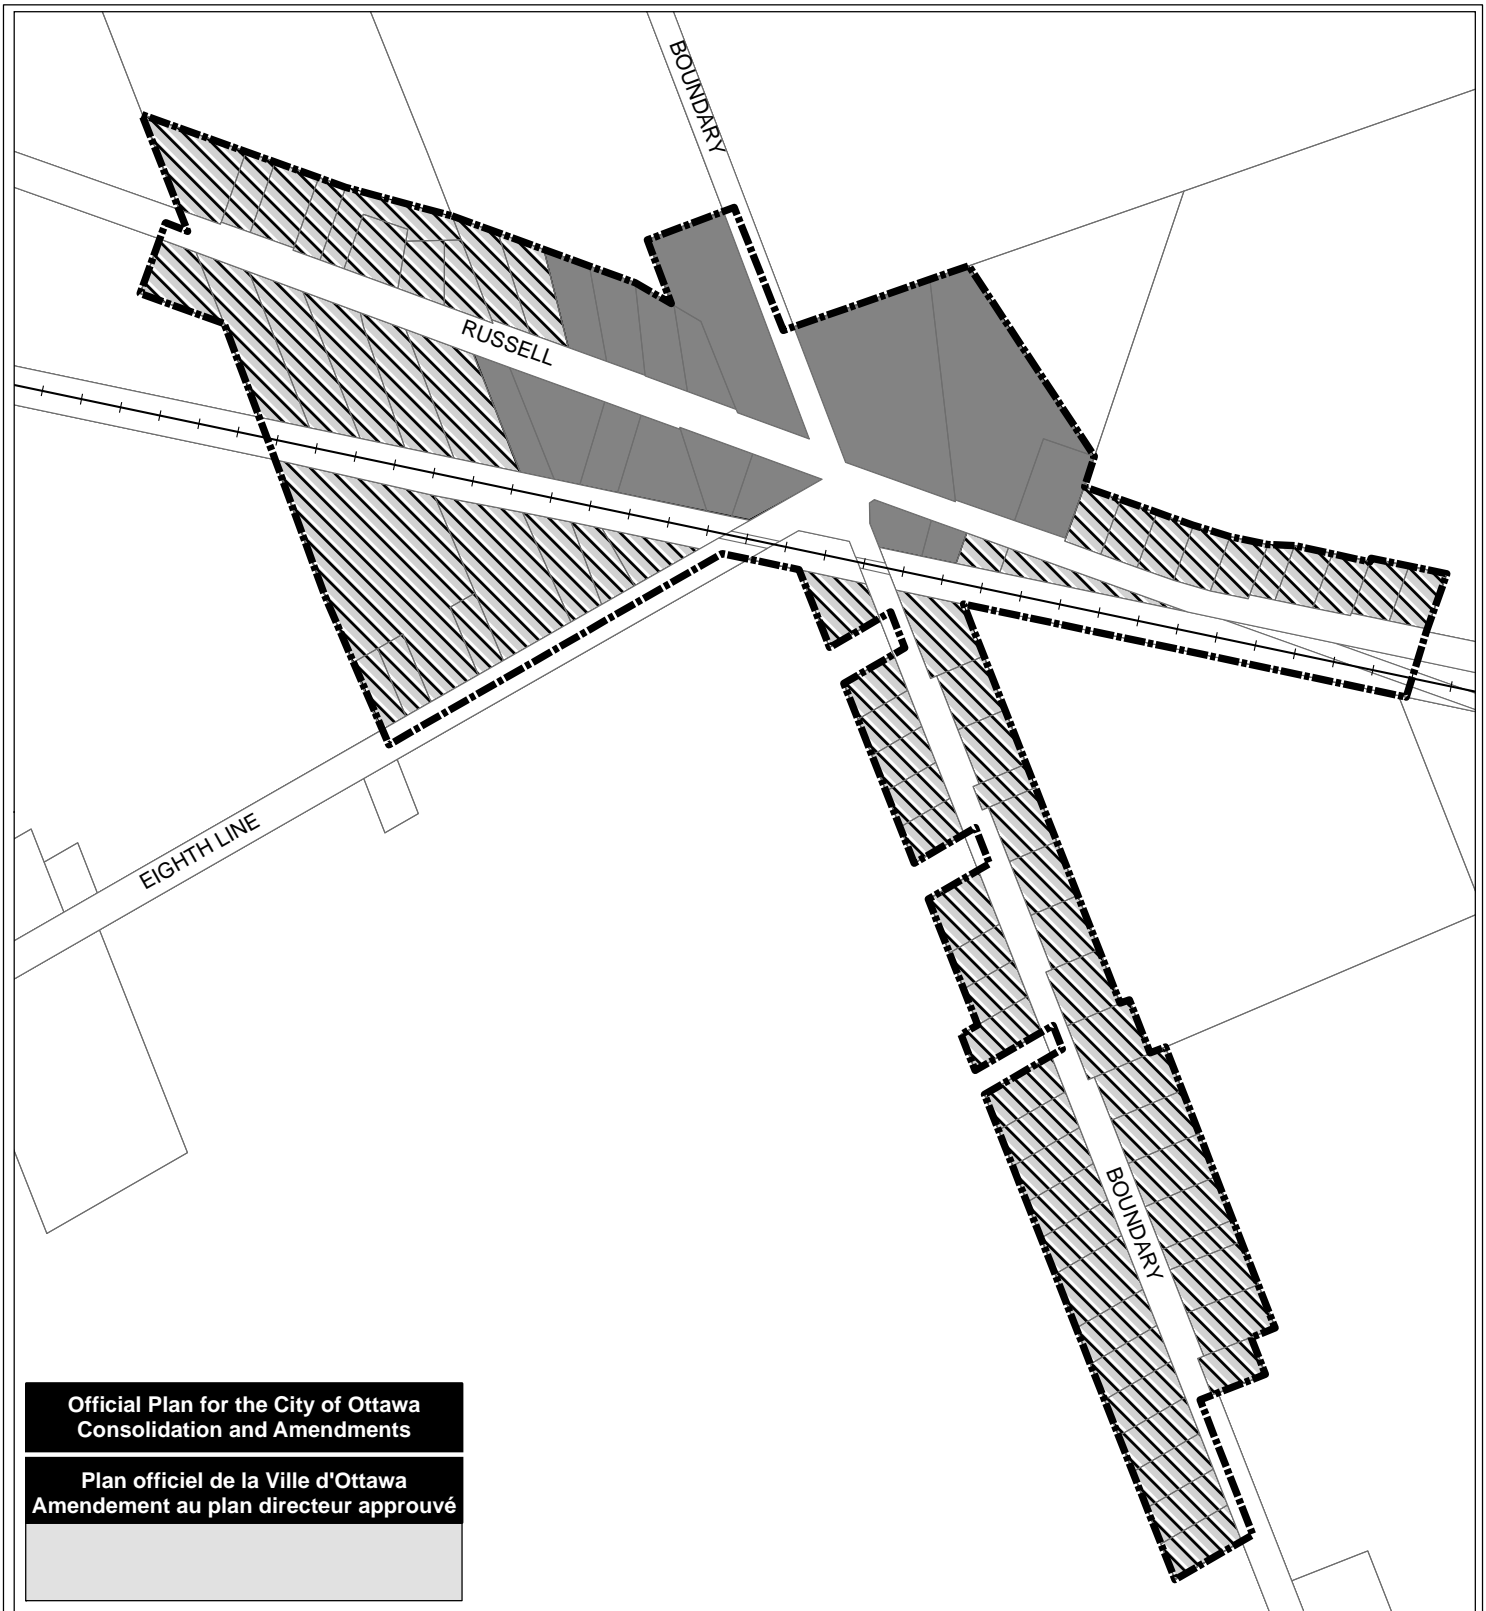 BOUNDARY
RUSSELL
EIGHTH LINE
BOUNDARY
Official Plan for the City of Ottawa
Consolidation and Amendments
Plan officiel de la Ville d'Ottawa
Amendement au plan directeur approuvé